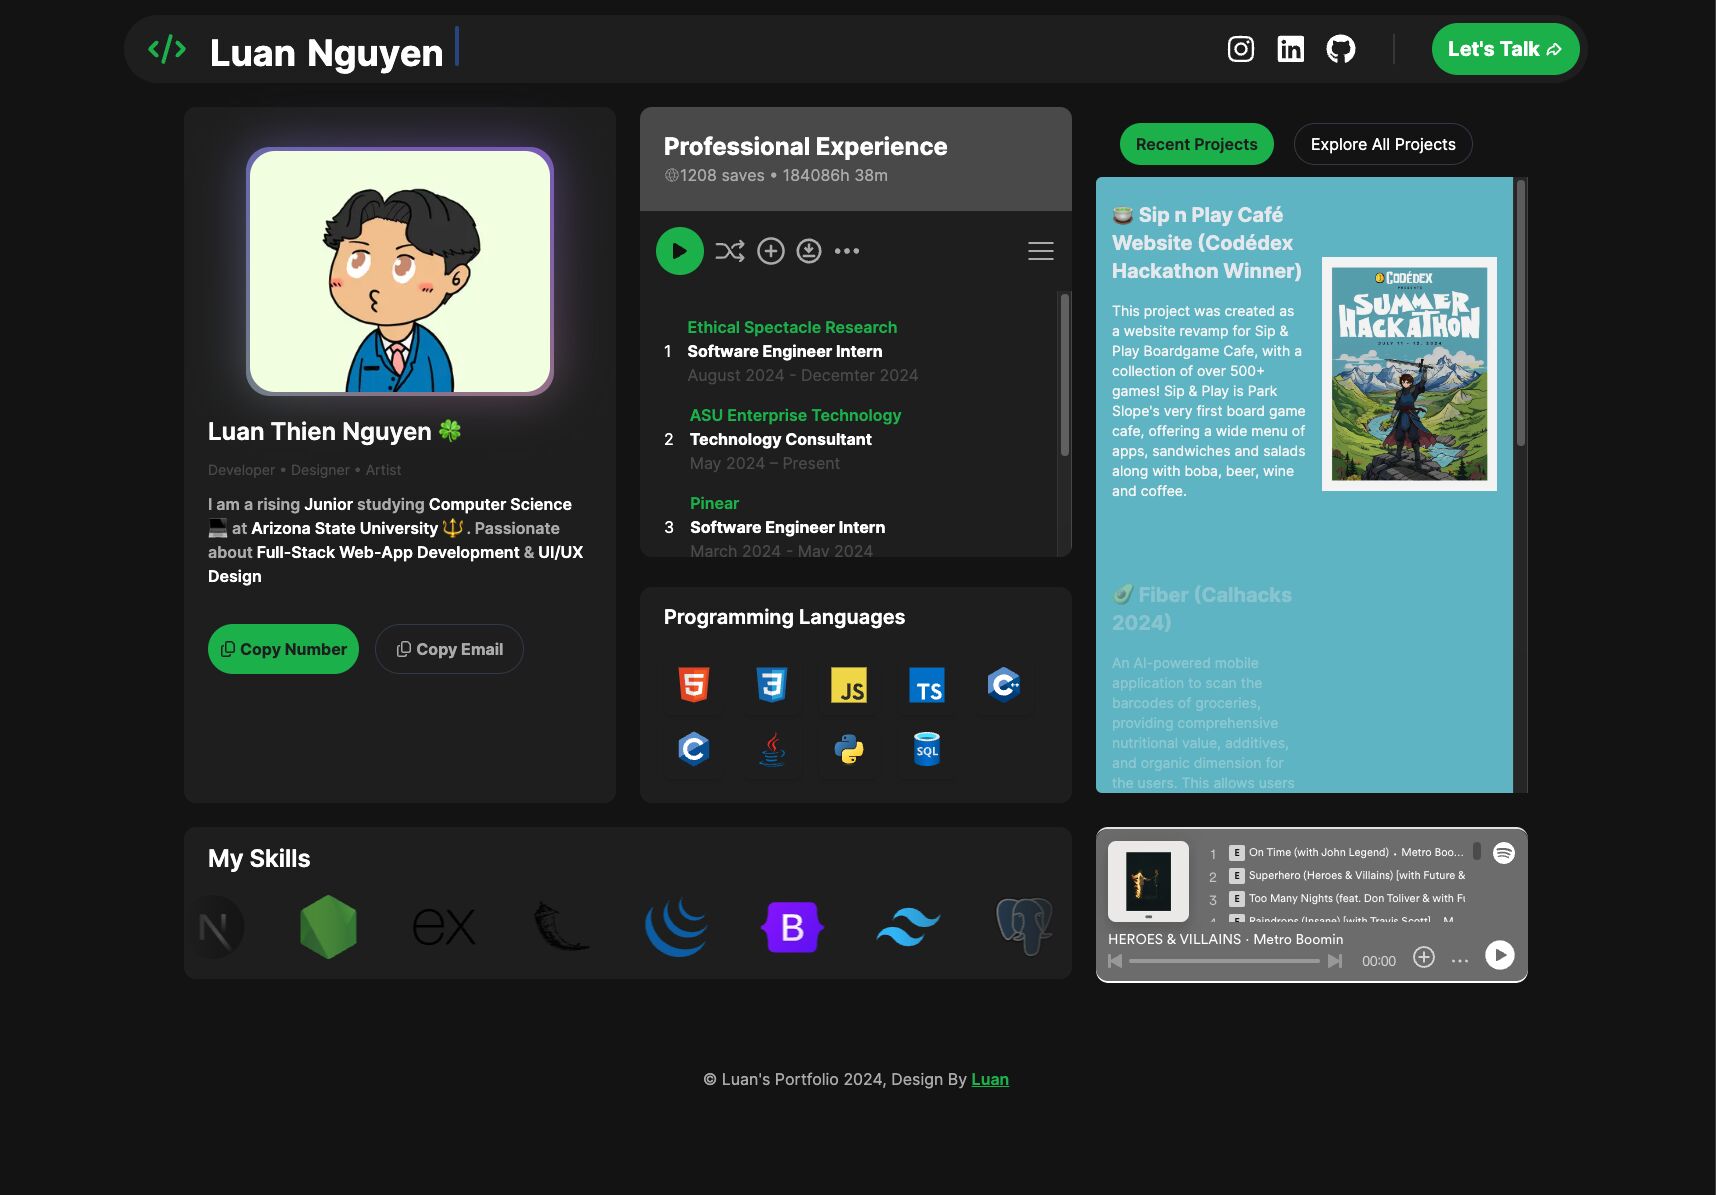 Luan Nguyen
Let's Talk
Luan Thien Nguyen
Developer • Designer • Artist
I am a rising Junior studying Computer Science
at Arizona State University . Passionate
about Full-Stack Web-App Development & UI/UX
Design
Copy Number
Copy Email
Professional Experience
1208 saves • 184086h 38m
Ethical Spectacle Research
1 Software Engineer Intern
August 2024 - Decemter 2024
ASU Enterprise Technology
2 Technology Consultant
May 2024 – Present
Pinear
3 Software Engineer Intern
March 2024 - May 2024
Programming Languages
5
3
JS
TS
C++
C
SQL
Recent Projects
Explore All Projects
Sip n Play Café
Website (Codédex
Hackathon Winner)
This project was created as
a website revamp for Sip &
Play Boardgame Cafe, with a
collection of over 500+
games! Sip & Play is Park
Slope's very first board game
cafe, offering a wide menu of
apps, sandwiches and salads
along with boba, beer, wine
and coffee.
CODÉDEX
PRESENTS
SUMMER
HACKATHON
JULY 11 - 12, 2024
Fiber (Calhacks
2024)
An AI-powered mobile
application to scan the
barcodes of groceries,
providing comprehensive
nutritional value, additives,
and organic dimension for
the users. This allows users
My Skills
N
ex
B
1 E On Time (with John Legend) • Metro Boo...
2 E Superhero (Heroes & Villains) [with Future &
3 E Too Many Nights (feat. Don Toliver & with Fu
4 E Raindrops (Insane) [with Travis Scott] M
HEROES & VILLAINS · Metro Boomin
00:00
© Luan's Portfolio 2024, Design By Luan